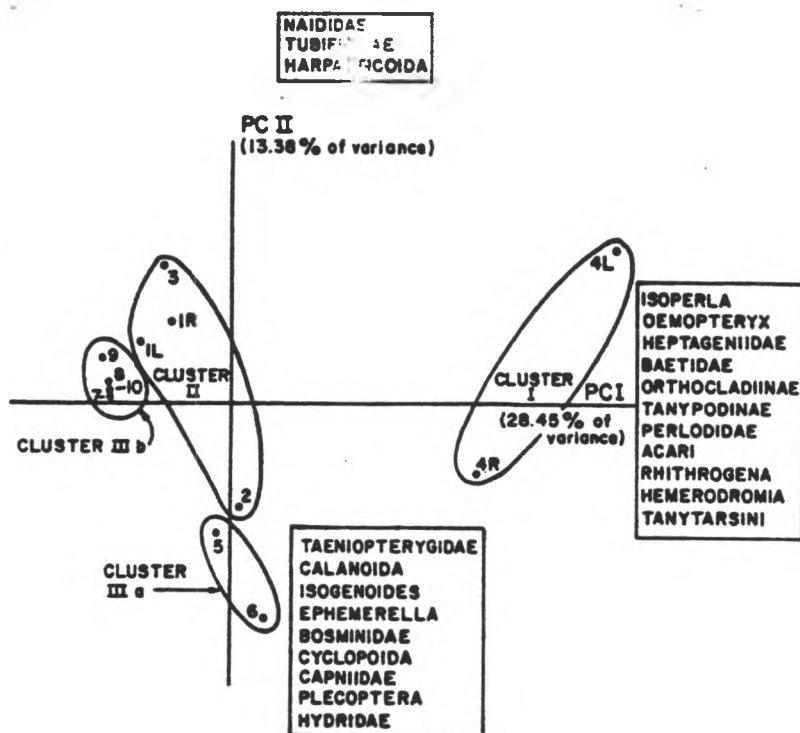 NAIDIDAE
HARPA TICOIDA
PC II
(13.38% of variance)
3
1R
1L
9
8
7 -10
CLUSTER II
CLUSTER III b
2
4L
CLUSTER I
PC I
(28.45% of variance)
4R
ISOPERLA
OEMOPTERYX
HEPTAGENIIDAE
BAETIDAE
ORTHOCLADIINAE
TANYPODINAE
PERLODIDAE
ACARI
RHITHROGENA
HEMERODROMIA
TANYTARSINI
5
CLUSTER III a
6
TAENIOPTERYGIDAE
CALANOIDA
ISOGENOIDES
EPHEMERELLA
BOSMINIDAE
CYCLOPOIDA
CAPNIIDAE
PLECOPTERA
HYDRIDAE